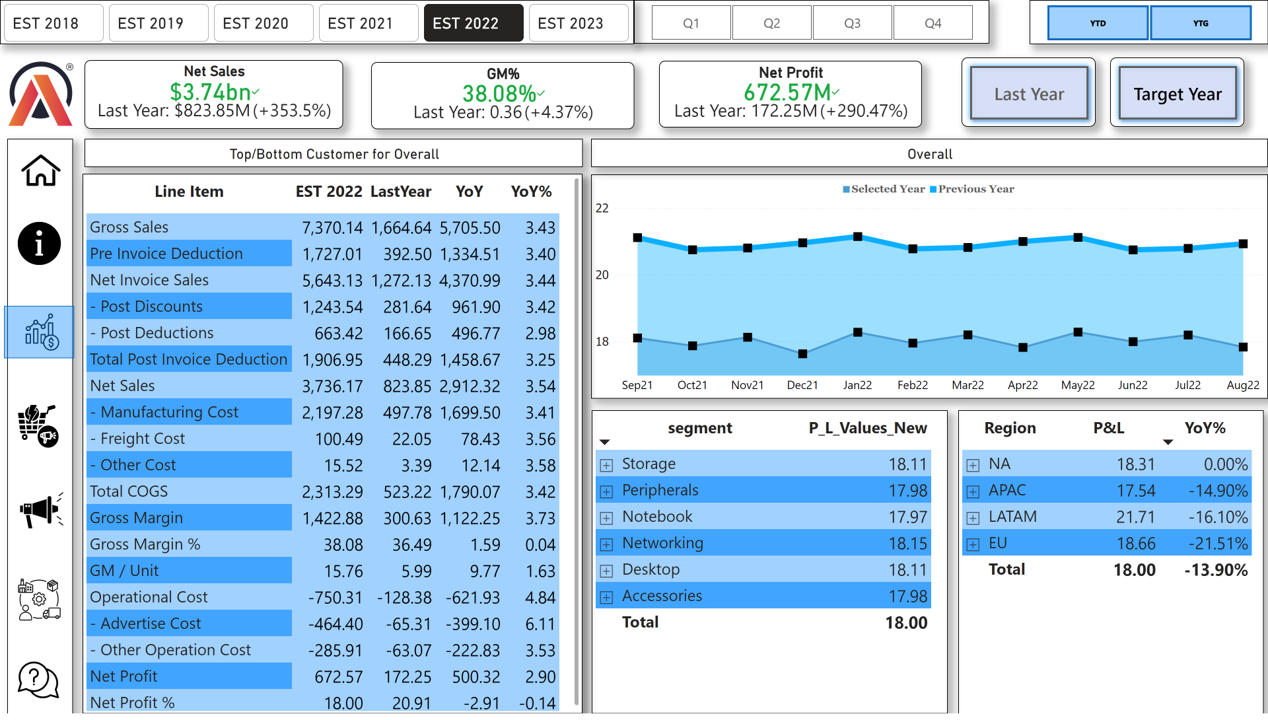 EST 2018 EST 2019 EST 2020 EST 2021 EST 2022 EST 2023 Q1 Q2 Q3 Q4 YTD YTG
Net Sales
$3.74bn
Last Year: $823.85M (+353.5%)
GM%
38.08%
Last Year: 0.36 (+4.37%)
Net Profit
672.57M
Last Year: 172.25M (+290.47%)
Last Year
Target Year
®
Top/Bottom Customer for Overall
Line Item EST 2022 LastYear YoY YoY%
Gross Sales 7,370.14 1,664.64 5,705.50 3.43
Pre Invoice Deduction 1,727.01 392.50 1,334.51 3.40
Net Invoice Sales 5,643.13 1,272.13 4,370.99 3.44
- Post Discounts 1,243.54 281.64 961.90 3.42
- Post Deductions 663.42 166.65 496.77 2.98
Total Post Invoice Deduction 1,906.95 448.29 1,458.67 3.25
Net Sales 3,736.17 823.85 2,912.32 3.54
- Manufacturing Cost 2,197.28 497.78 1,699.50 3.41
- Freight Cost 100.49 22.05 78.43 3.56
- Other Cost 15.52 3.39 12.14 3.58
Total COGS 2,313.29 523.22 1,790.07 3.42
Gross Margin 1,422.88 300.63 1,122.25 3.73
Gross Margin % 38.08 36.49 1.59 0.04
GM / Unit 15.76 5.99 9.77 1.63
Operational Cost -750.31 -128.38 -621.93 4.84
- Advertise Cost -464.40 -65.31 -399.10 6.11
- Other Operation Cost -285.91 -63.07 -222.83 3.53
Net Profit 672.57 172.25 500.32 2.90
Net Profit % 18.00 20.91 -2.91 -0.14
Overall
Selected Year Previous Year
22
20
18
Sep21 Oct21 Nov21 Dec21 Jan22 Feb22 Mar22 Apr22 May22 Jun22 Jul22 Aug22
segment P_L_Values_New
Storage 18.11
Peripherals 17.98
Notebook 17.97
Networking 18.15
Desktop 18.11
Accessories 17.98
Total 18.00
Region P&L YoY%
NA 18.31 0.00%
APAC 17.54 -14.90%
LATAM 21.71 -16.10%
EU 18.66 -21.51%
Total 18.00 -13.90%